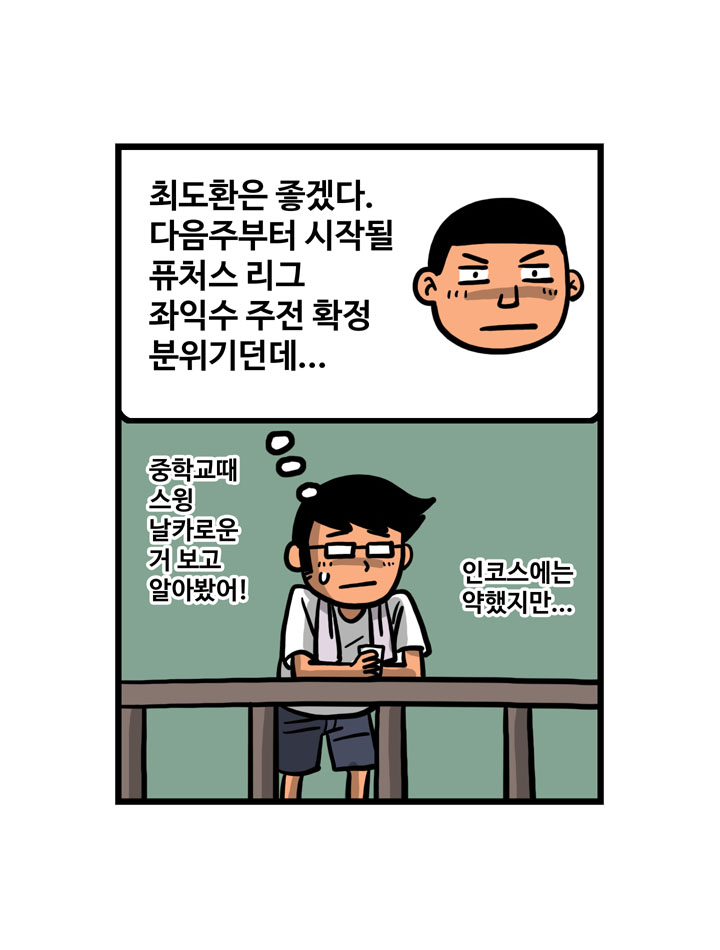 최도환은 좋겠다.
다음주부터 시작될
퓨처스 리그
좌익수 주전 확정
분위기던데...
중학교때
스윙
날카로운
거 보고
알아봤어!
인코스에는
약했지만...